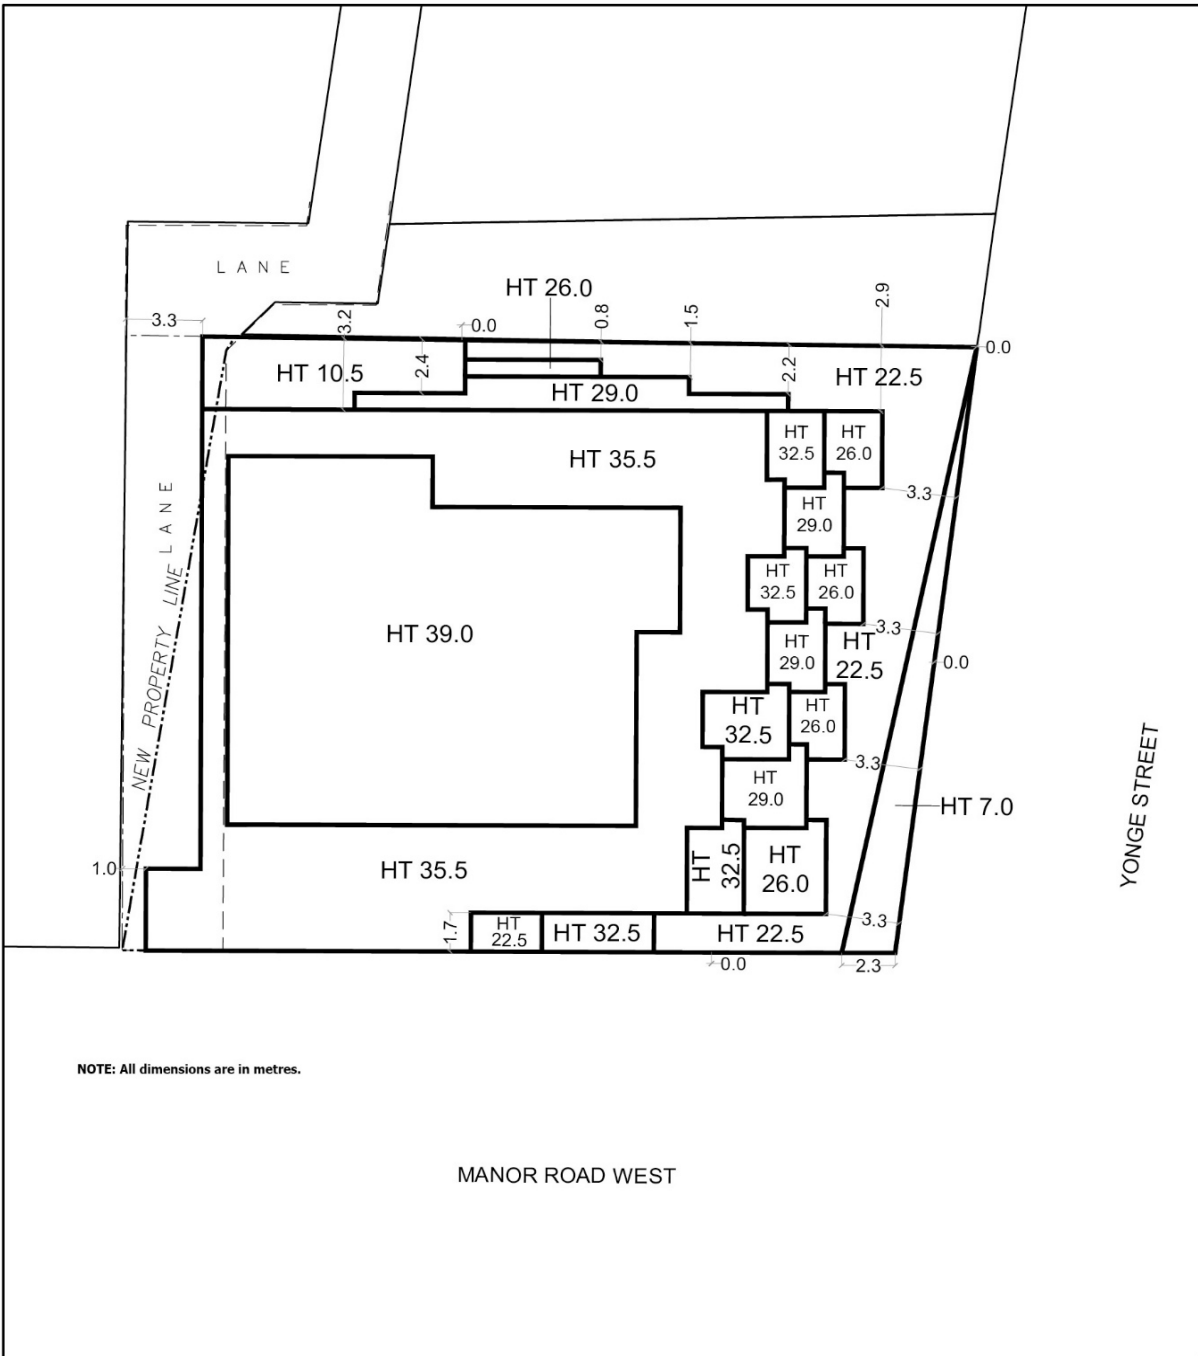 LANE
HT 26.0
2.9
3.3
3.2
0.0
0.8
1.5
2.4
2.2
0.0
HT 10.5
HT 29.0
HT 22.5
HT 35.5
HT
32.5
HT
26.0
3.3
HT
29.0
LANE
NEW PROPERTY LINE
HT
32.5
HT
26.0
3.3
HT 39.0
HT
29.0
HT
22.5
0.0
HT
32.5
HT
26.0
3.3
HT
29.0
HT 7.0
YONGE STREET
1.0
HT 35.5
HT
32.5
HT
26.0
3.3
1.7
HT
22.5
HT 32.5
HT 22.5
0.0
2.3
NOTE: All dimensions are in metres.
MANOR ROAD WEST